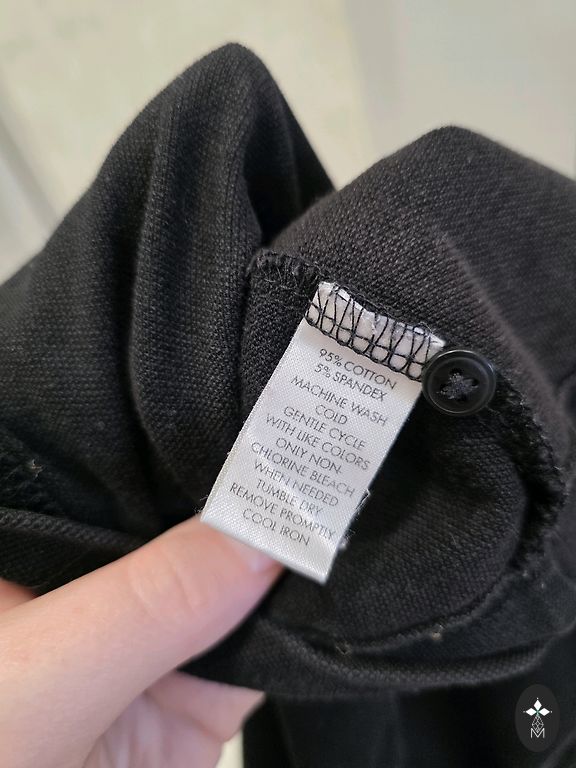 95% COTTON
5% SPANDEX
MACHINE WASH
COLD
GENTLE CYCLE
WITH LIKE COLORS
ONLY NON-
CHLORINE BLEACH
WHEN NEEDED
TUMBLE DRY
REMOVE PROMPTLY
COOL IRON
M